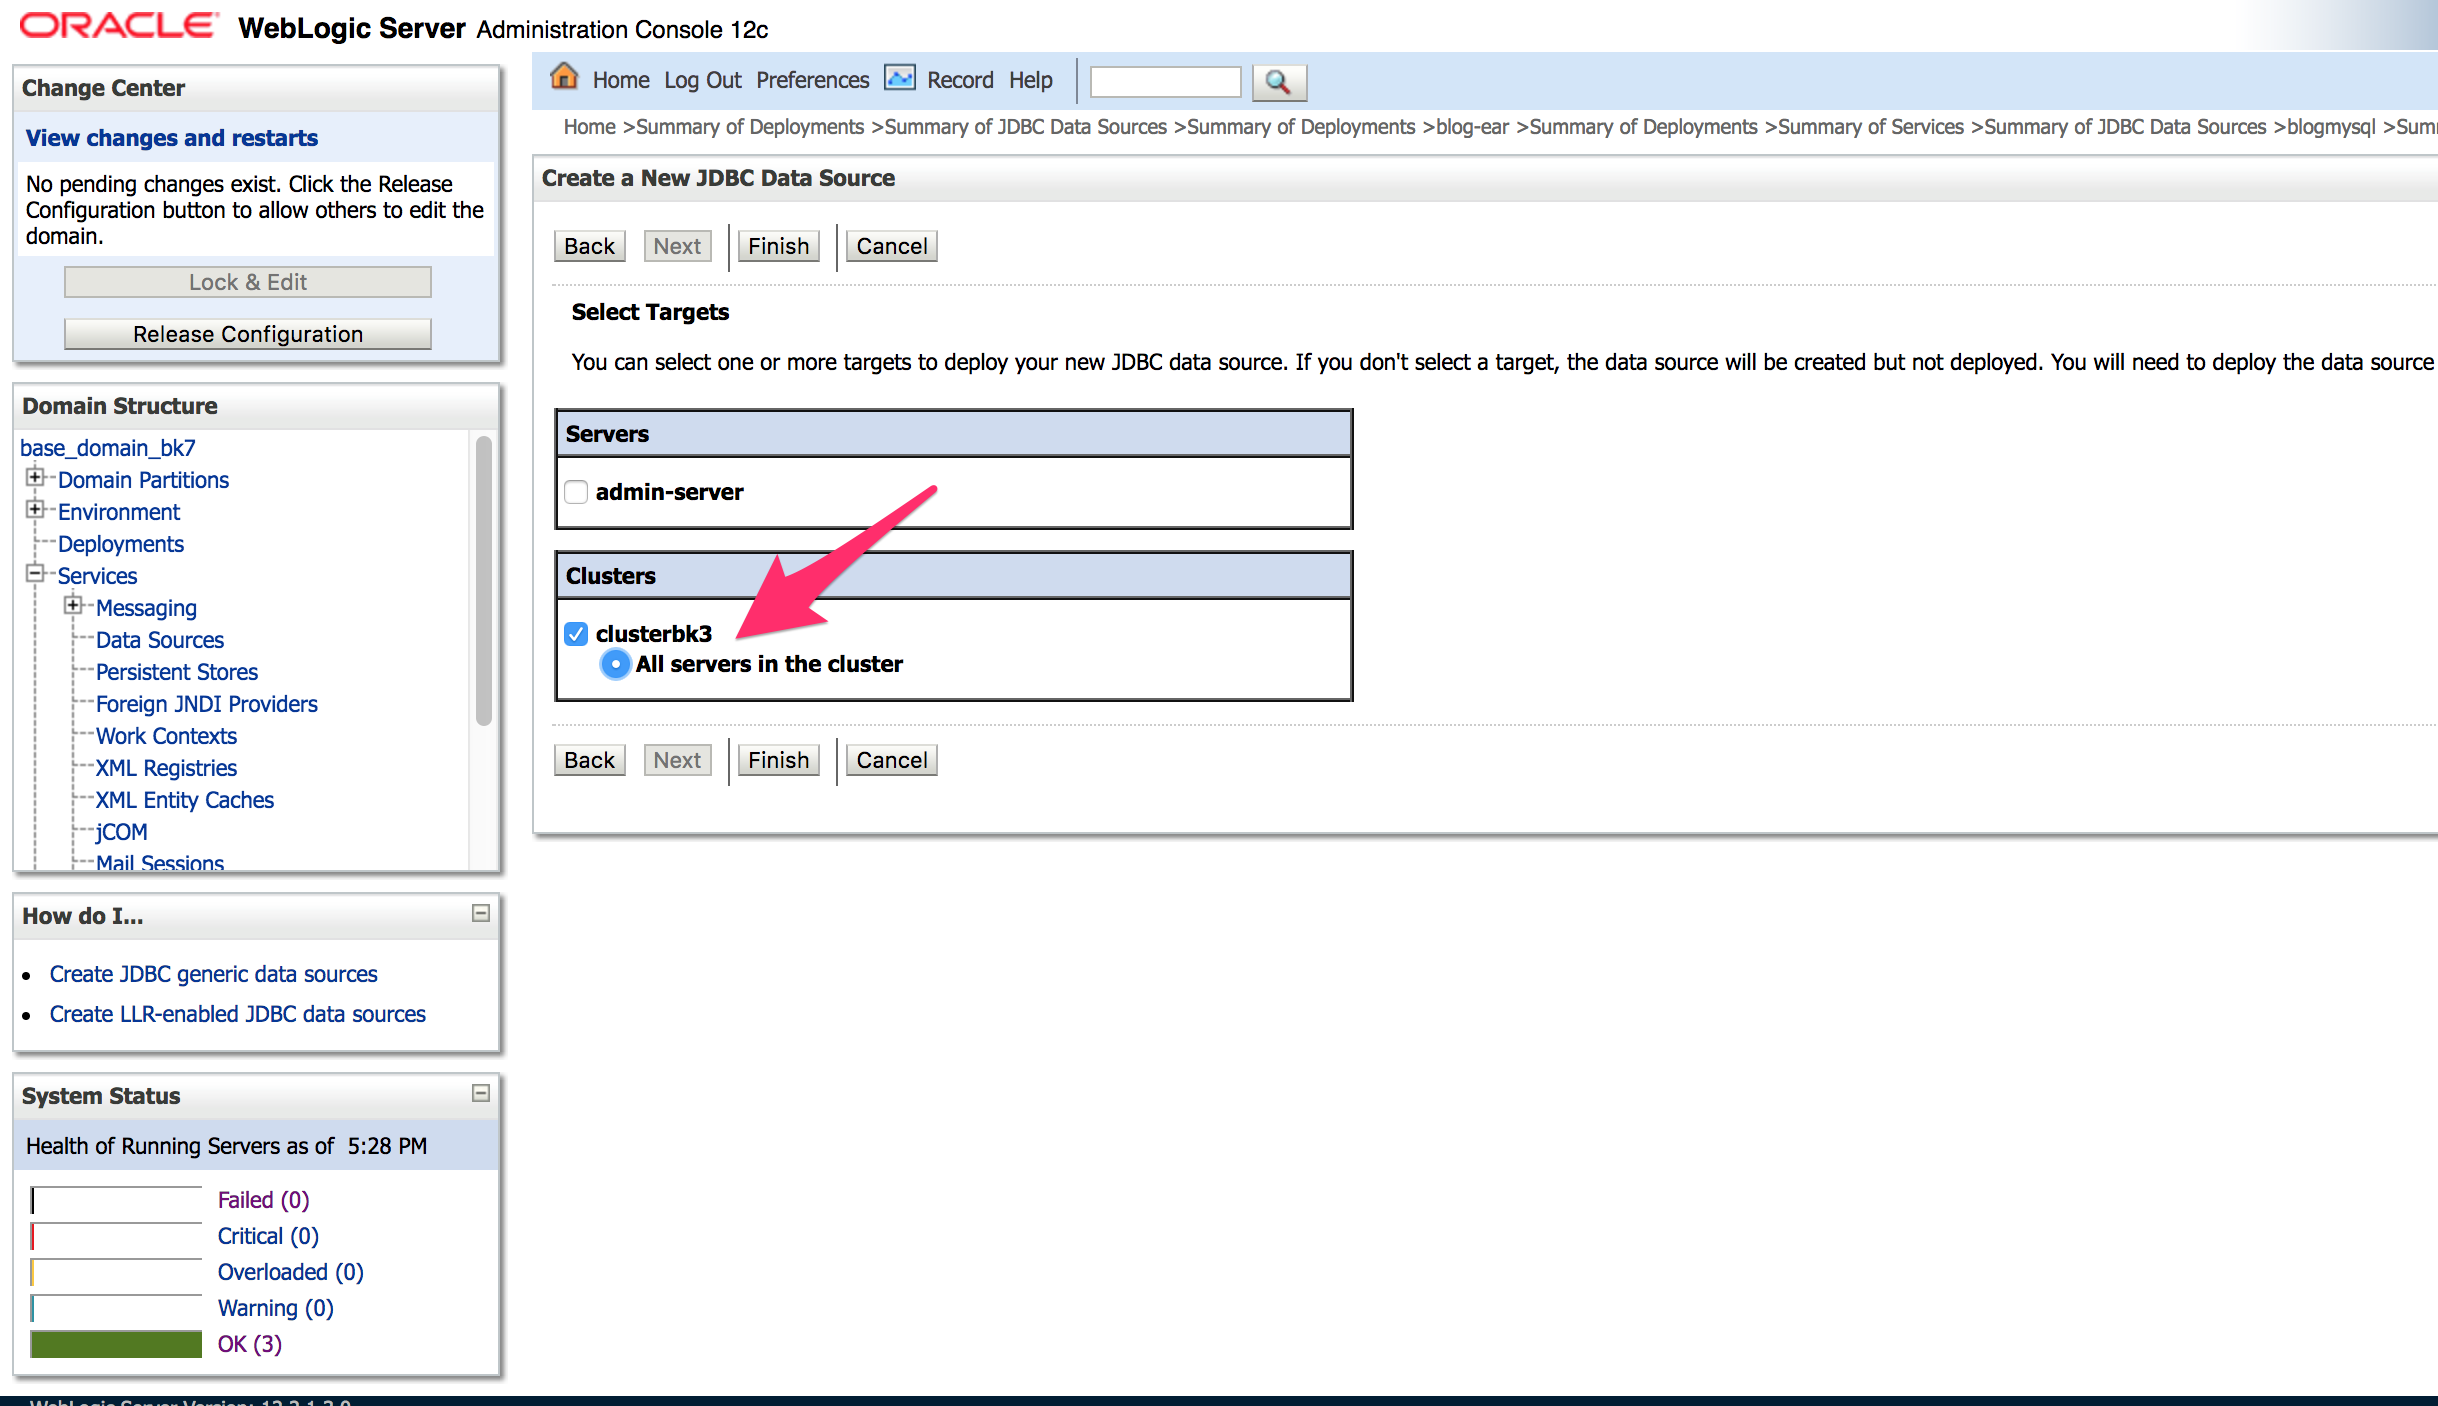 ORACLE WebLogic Server Administration Console 12c
Change Center
View changes and restarts
No pending changes exist. Click the Release
Configuration button to allow others to edit the
domain.
Lock & Edit
Release Configuration
Domain Structure
base_domain_bk7
Domain Partitions
Environment
Deployments
Services
Messaging
Data Sources
Persistent Stores
Foreign JNDI Providers
Work Contexts
XML Registries
XML Entity Caches
jCOM
Mail Sessions
How do I...
Create JDBC generic data sources
Create LLR-enabled JDBC data sources
System Status
Health of Running Servers as of 5:28 PM
Failed (0)
Critical (0)
Overloaded (0)
Warning (0)
OK (3)
Home Log Out Preferences Record Help
Home >Summary of Deployments >Summary of JDBC Data Sources >Summary of Deployments >blog-ear >Summary of Deployments >Summary of Services >Summary of JDBC Data Sources >blogmysql >Sum
Create a New JDBC Data Source
Back Next Finish Cancel
Select Targets
You can select one or more targets to deploy your new JDBC data source. If you don't select a target, the data source will be created but not deployed. You will need to deploy the data source
Servers
admin-server
Clusters
clusterbk3
All servers in the cluster
Back Next Finish Cancel
WebLogic Server Version: 12.2.1.2.0